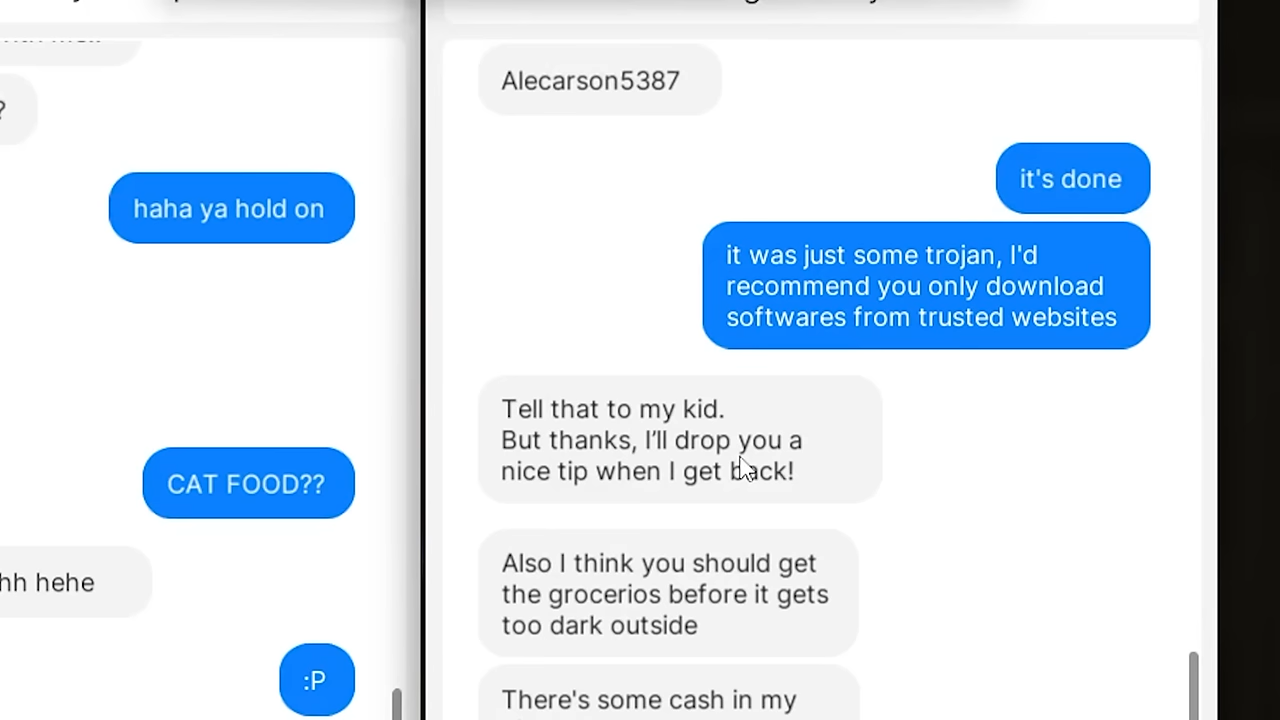 ?
haha ya hold on
CAT FOOD??
hh hehe
:P
Alecarson5387
it's done
it was just some trojan, I'd
recommend you only download
softwares from trusted websites
Tell that to my kid.
But thanks, I'll drop you a
nice tip when I get back!
Also I think you should get
the grocerios before it gets
too dark outside
There's some cash in my